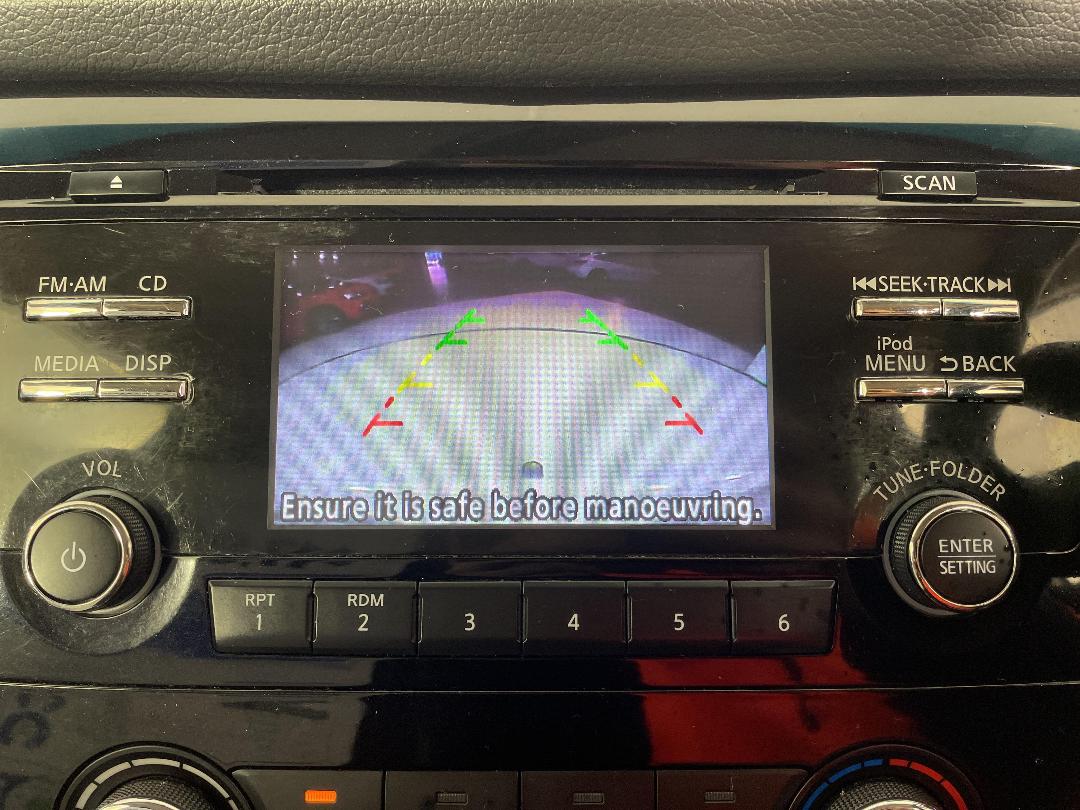 SCAN
FM·AM CD
SEEK·TRACK
MEDIA DISP
iPod
MENU BACK
VOL
TUNE·FOLDER
Ensure it is safe before manoeuvring.
ENTER
SETTING
RPT
1
RDM
2
3
4
5
6